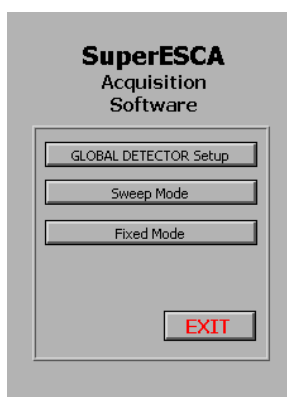 SuperESCA
Acquisition
Software
GLOBAL DETECTOR Setup
Sweep Mode
Fixed Mode
EXIT